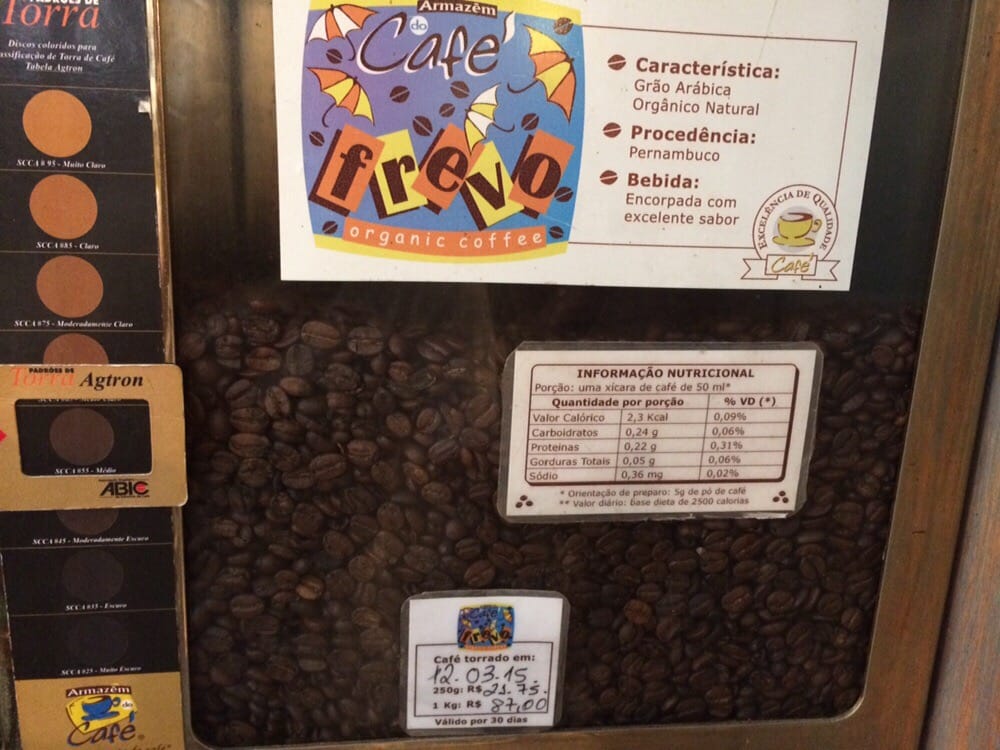 PADRÕES DE
Torra
Discos coloridos para
assificação de Torra de Café
Tabela Agtron
SCCA # 95 - Muito Claro
SCCA #85 - Claro
SCCA #75 - Moderadamente Claro
PADRÕES DE
Torra Agtron
SCCA #55 - Médio
ABIC
SCCA #45 - Moderadamente Escuro
SCCA #35 - Escuro
SCCA #25 - Muito Escuro
Armazém
do
Café
Armazém
do
Café
frevo
organic coffee
Característica:
Grão Arábica
Orgânico Natural
Procedência:
Pernambuco
Bebida:
Encorpada com
excelente sabor
EXCELÊNCIA DE QUALIDADE
Café
INFORMAÇÃO NUTRICIONAL
Porção: uma xícara de café de 50 ml*
Quantidade por porção % VD (*)
Valor Calórico 2,3 Kcal 0,09%
Carboidratos 0,24 g 0,06%
Proteinas 0,22 g 0,31%
Gorduras Totais 0,05 g 0,06%
Sódio 0,36 mg 0,02%
* Orientação de preparo: 5g de pó de café
** Valor diário: base dieta de 2500 calorias
Café
frevo
Café torrado em:
12.03.15.
250g: R$ 21.75.
1 Kg: R$ 87,00
Válido por 30 dias